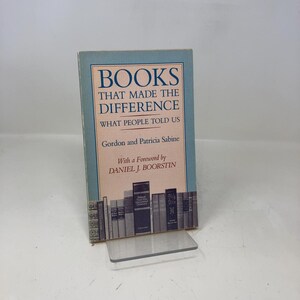 BOOKS
THAT MADE THE
DIFFERENCE
WHAT PEOPLE TOLD US
Gordon and Patricia Sabine
With a Foreword by
DANIEL J. BOORSTIN